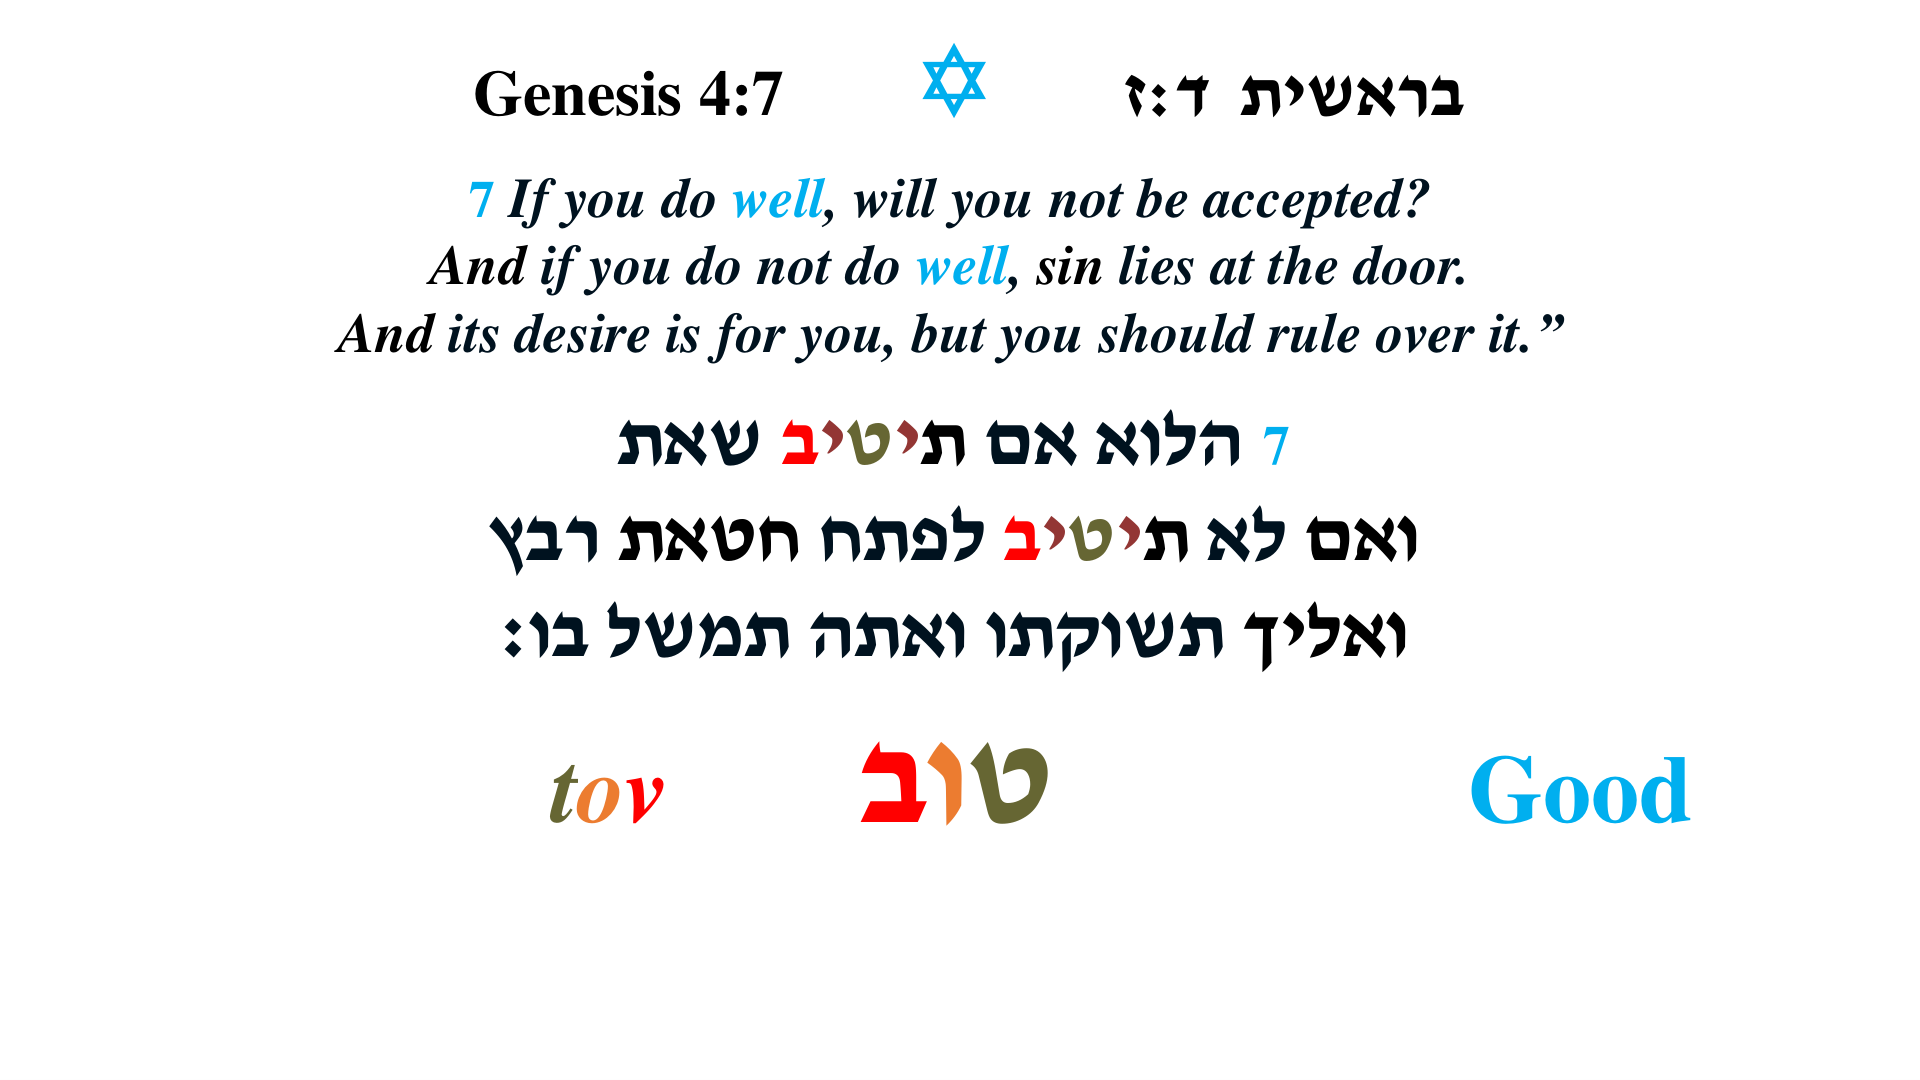 Genesis 4:7 ✡ בראשית ד:ז
7 If you do well, will you not be accepted?
And if you do not do well, sin lies at the door.
And its desire is for you, but you should rule over it.”
7 הלוא אם תיטיב שאת
ואם לא תיטיב לפתח חטאת רבץ
ואליך תשוקתו ואתה תמשל בו:
tov טוב Good